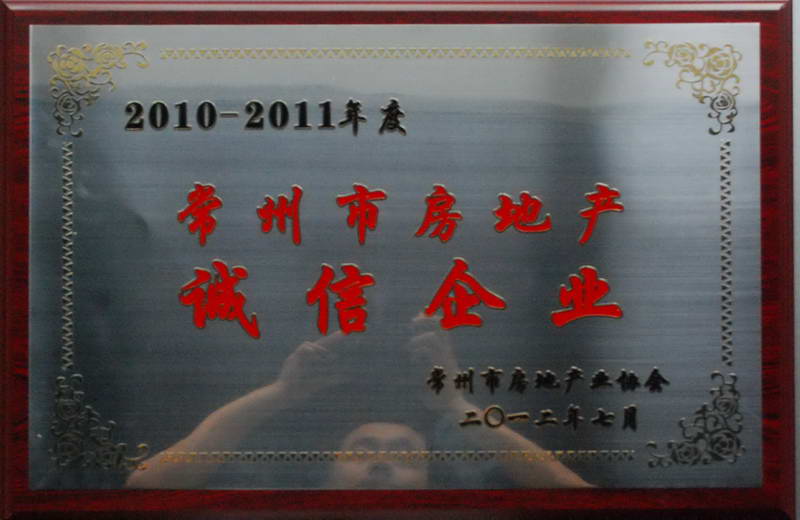 2010-2011年度
常州市房地产
诚信企业
常州市房地产业协会
二〇一二年七月